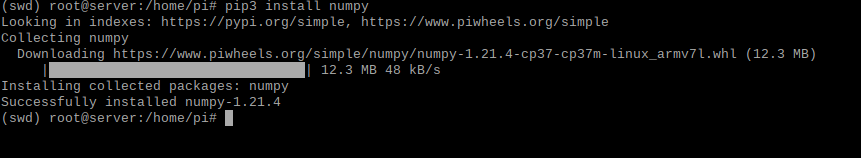 (swd) root@server:/home/pi# pip3 install numpy
Looking in indexes: https://pypi.org/simple, https://www.piwheels.org/simple
Collecting numpy
  Downloading https://www.piwheels.org/simple/numpy/numpy-1.21.4-cp37-cp37m-linux_armv7l.whl (12.3 MB)
     |████████████████████████████████| 12.3 MB 48 kB/s
Installing collected packages: numpy
Successfully installed numpy-1.21.4
(swd) root@server:/home/pi#